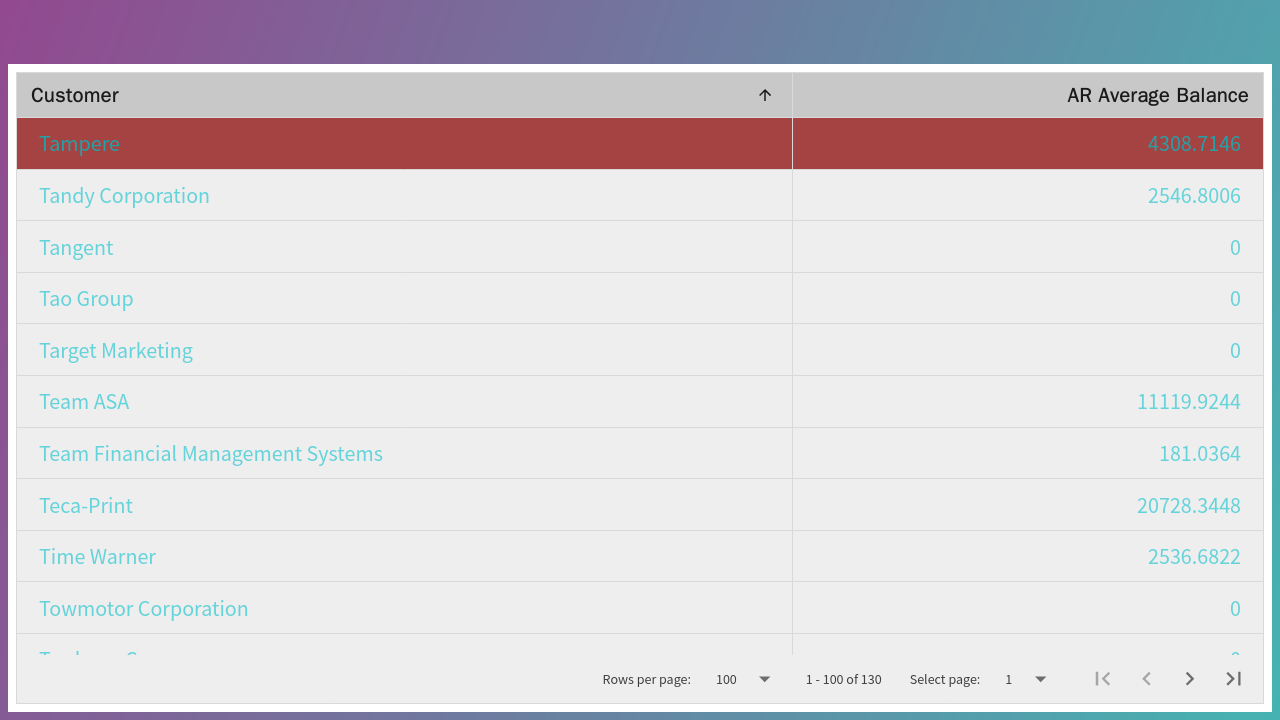 Customer AR Average Balance
Tampere 4308.7146
Tandy Corporation 2546.8006
Tangent 0
Tao Group 0
Target Marketing 0
Team ASA 11119.9244
Team Financial Management Systems 181.0364
Teca-Print 20728.3448
Time Warner 2536.6822
Towmotor Corporation 0
Rows per page: 100 1 - 100 of 130 Select page: 1